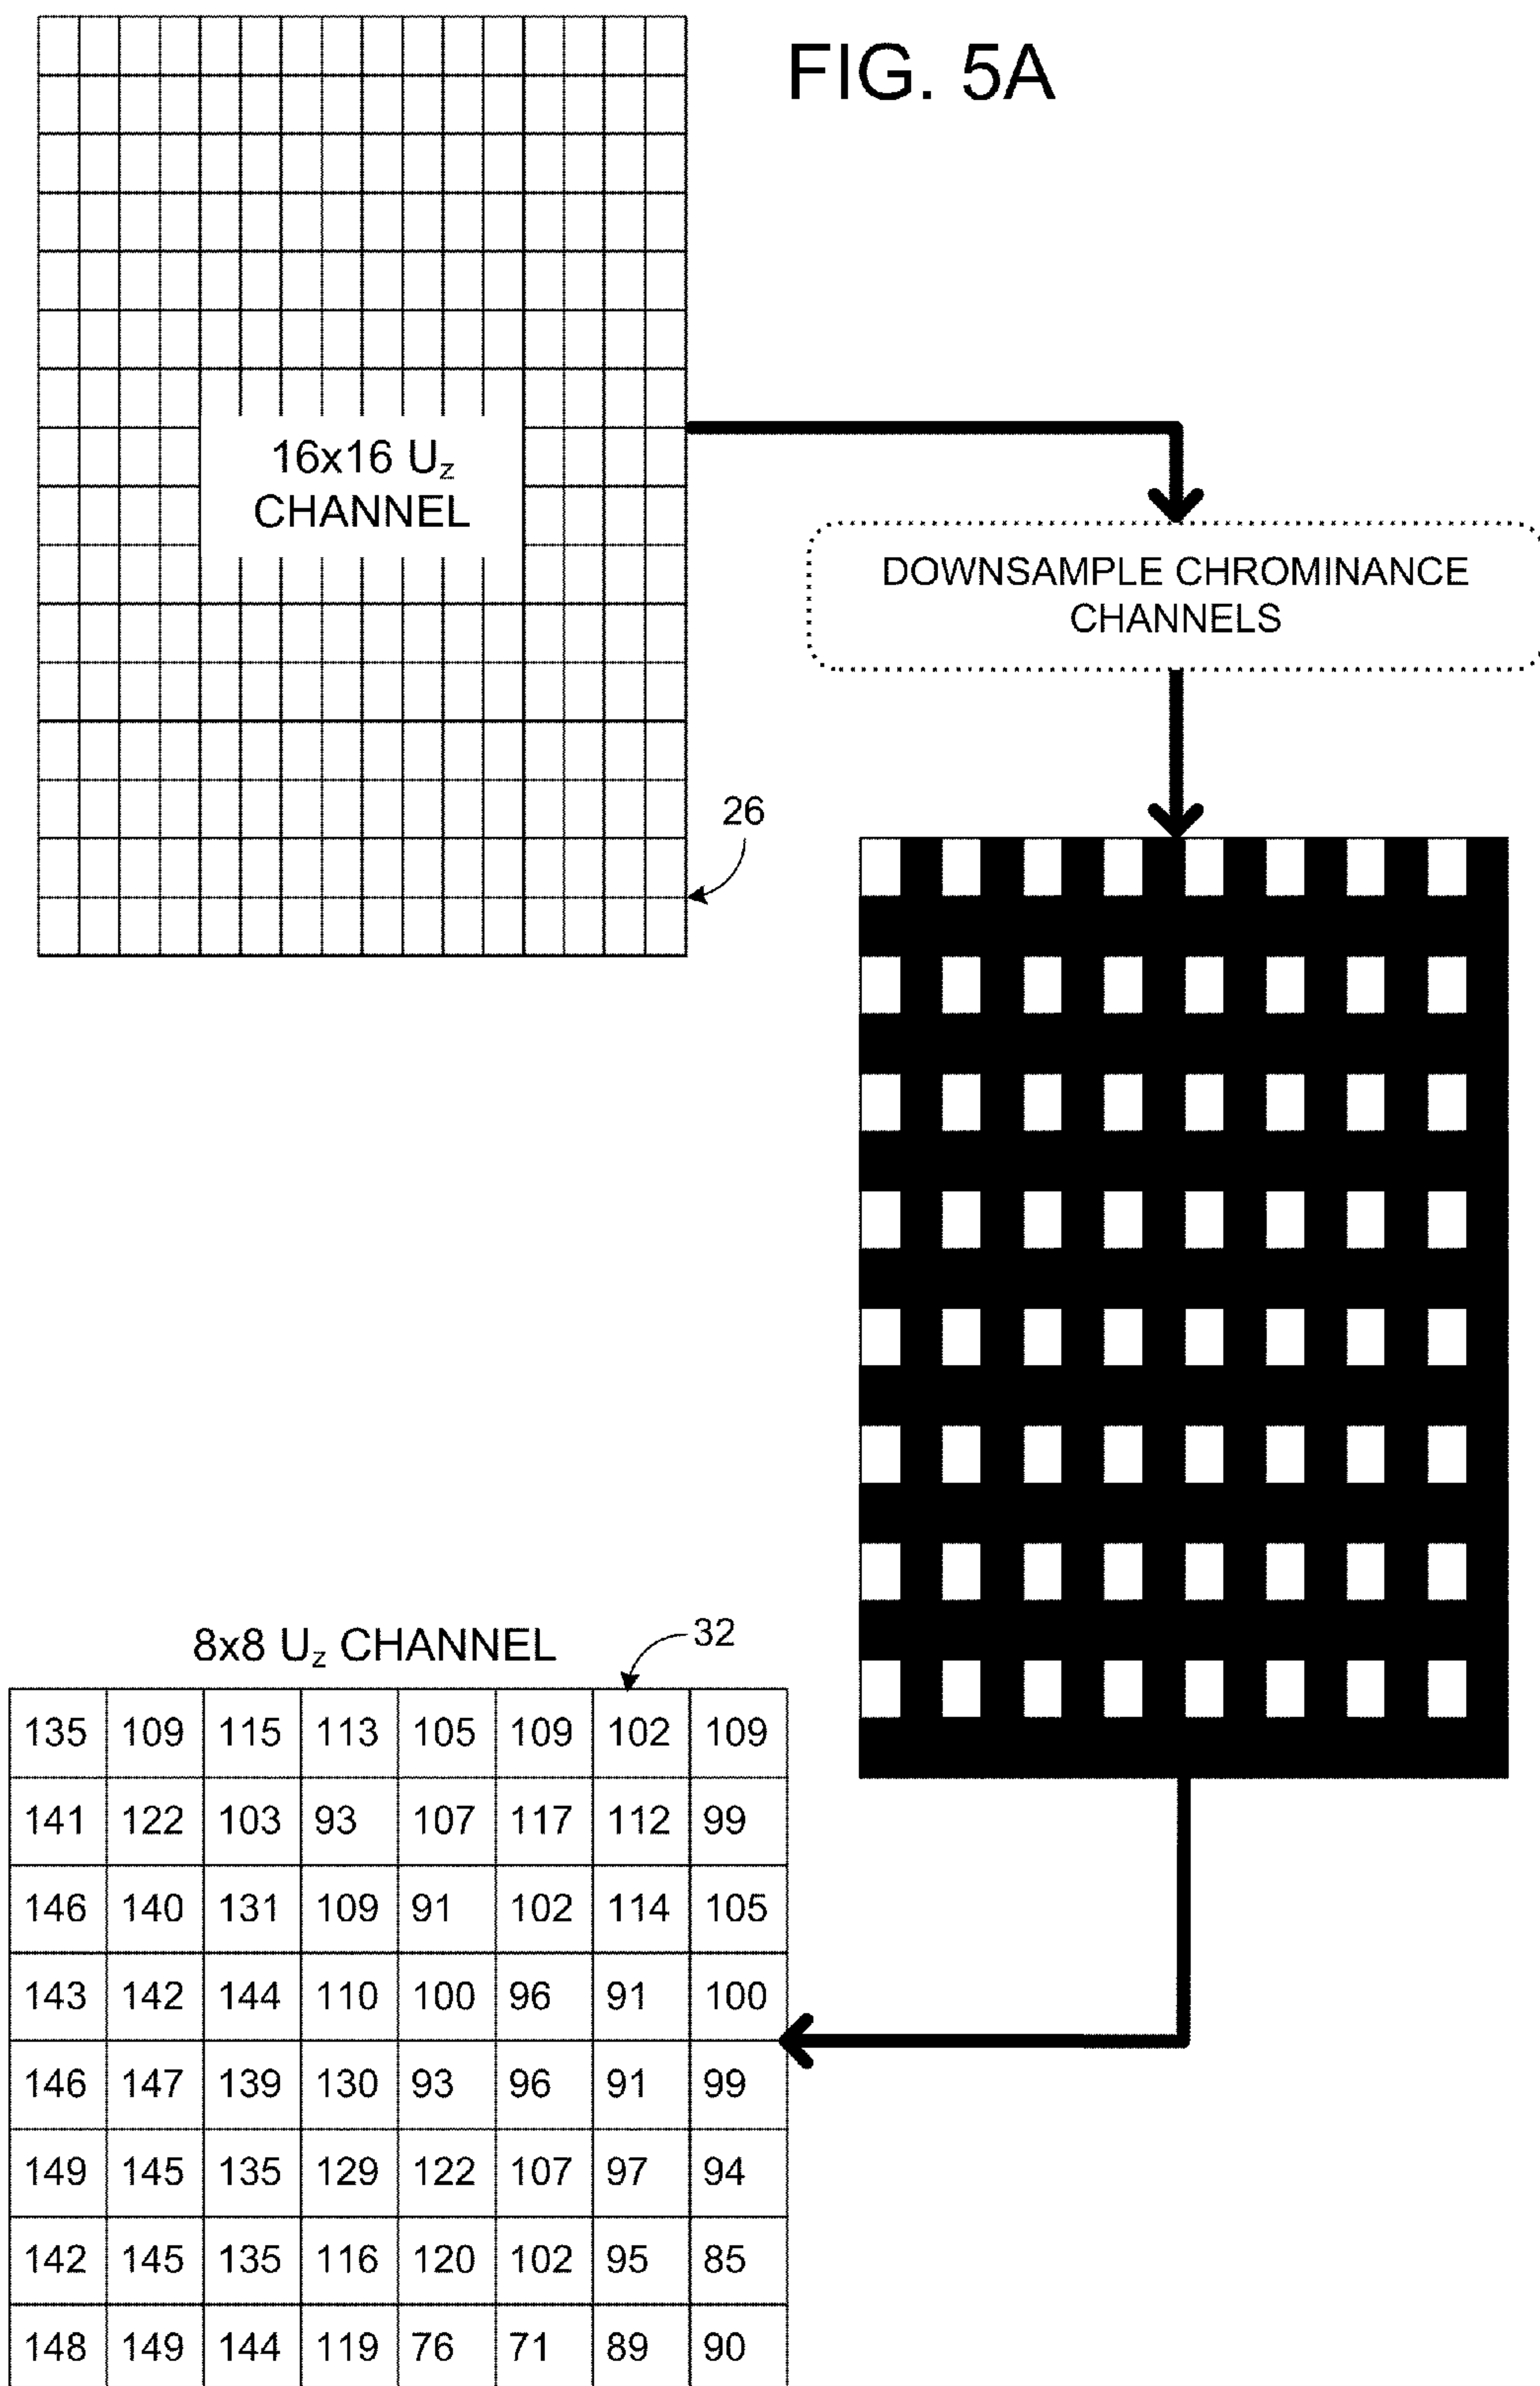 FIG. 5A
16x16 Uz
CHANNEL
DOWNSAMPLE CHROMINANCE
CHANNELS
26
8x8 Uz CHANNEL
32
135 109 115 113 105 109 102 109
141 122 103 93 107 117 112 99
146 140 131 109 91 102 114 105
143 142 144 110 100 96 91 100
146 147 139 130 93 96 91 99
149 145 135 129 122 107 97 94
142 145 135 116 120 102 95 85
148 149 144 119 76 71 89 90